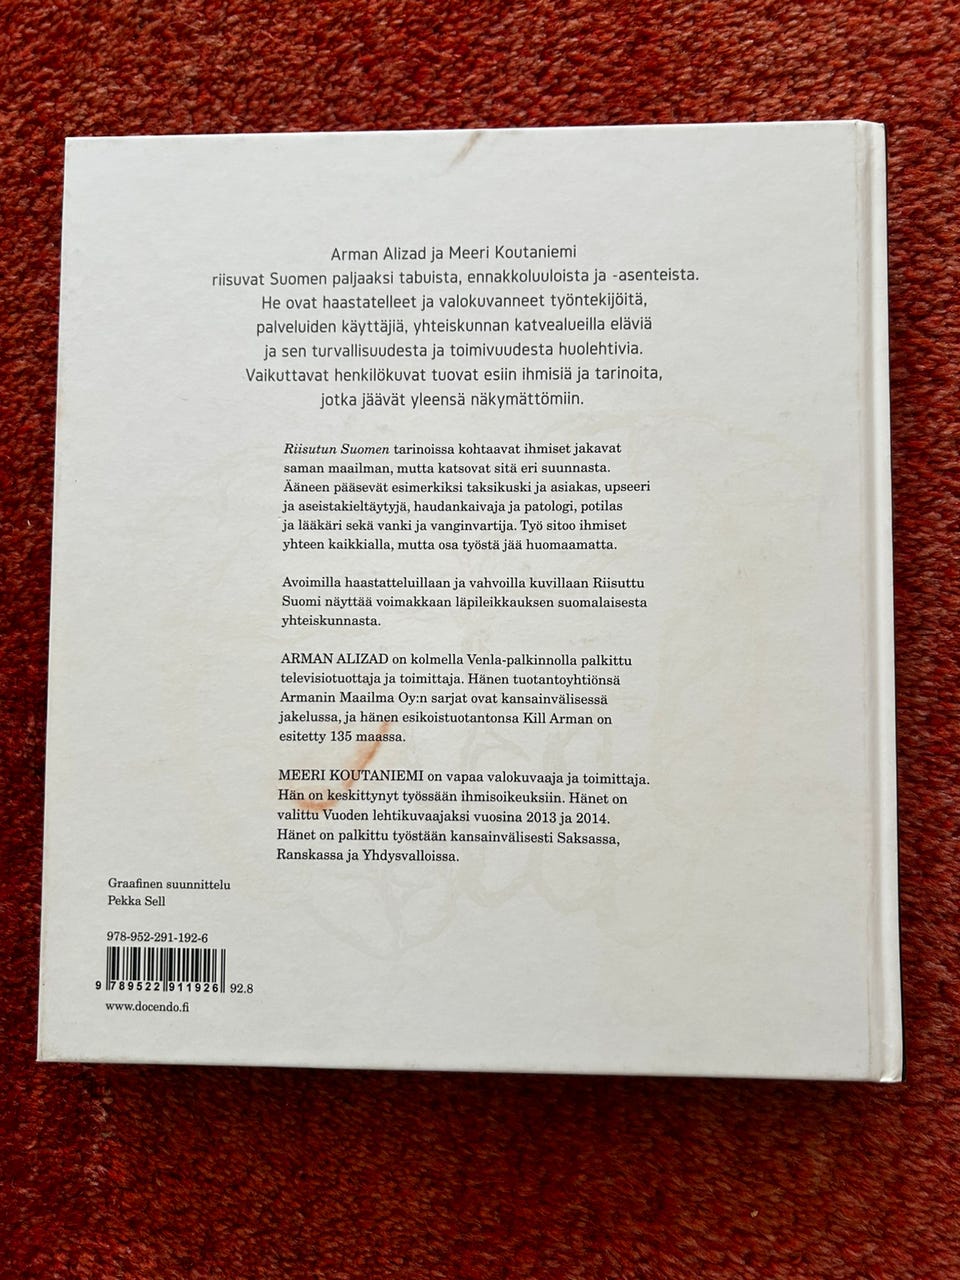 Arman Alizad ja Meeri Koutaniemi
riisuvat Suomen paljaaksi tabuista, ennakkoluuloista ja -asenteista.
He ovat haastatelleet ja valokuvanneet työntekijöitä,
palveluiden käyttäjiä, yhteiskunnan katvealueilla eläviä
ja sen turvallisuudesta ja toimivuudesta huolehtivia.
Vaikuttavat henkilökuvat tuovat esiin ihmisiä ja tarinoita,
jotka jäävät yleensä näkymättömiin.
Riisutun Suomen tarinoissa kohtaavat ihmiset jakavat
saman maailman, mutta katsovat sitä eri suunnasta.
Ääneen pääsevät esimerkiksi taksikuski ja asiakas, upseeri
ja aseistakieltäytyjä, haudankaivaja ja patologi, potilas
ja lääkäri sekä vanki ja vanginvartija. Työ sitoo ihmiset
yhteen kaikkialla, mutta osa työstä jää huomaamatta.
Avoimilla haastatteluillaan ja vahvoilla kuvillaan Riisuttu
Suomi näyttää voimakkaan läpileikkauksen suomalaisesta
yhteiskunnasta.
ARMAN ALIZAD on kolmella Venla-palkinnolla palkittu
televisiotuottaja ja toimittaja. Hänen tuotantoyhtiönsä
Armanin Maailma Oy:n sarjat ovat kansainvälisessä
jakelussa, ja hänen esikoistuotantonsa Kill Arman on
esitetty 135 maassa.
MEERI KOUTANIEMI on vapaa valokuvaaja ja toimittaja.
Hän on keskittynyt työssään ihmisoikeuksiin. Hänet on
valittu Vuoden lehtikuvaajaksi vuosina 2013 ja 2014.
Hänet on palkittu työstään kansainvälisesti Saksassa,
Ranskassa ja Yhdysvalloissa.
Graafinen suunnittelu
Pekka Sell
978-952-291-192-6
9 789522 911926 92.8
www.docendo.fi